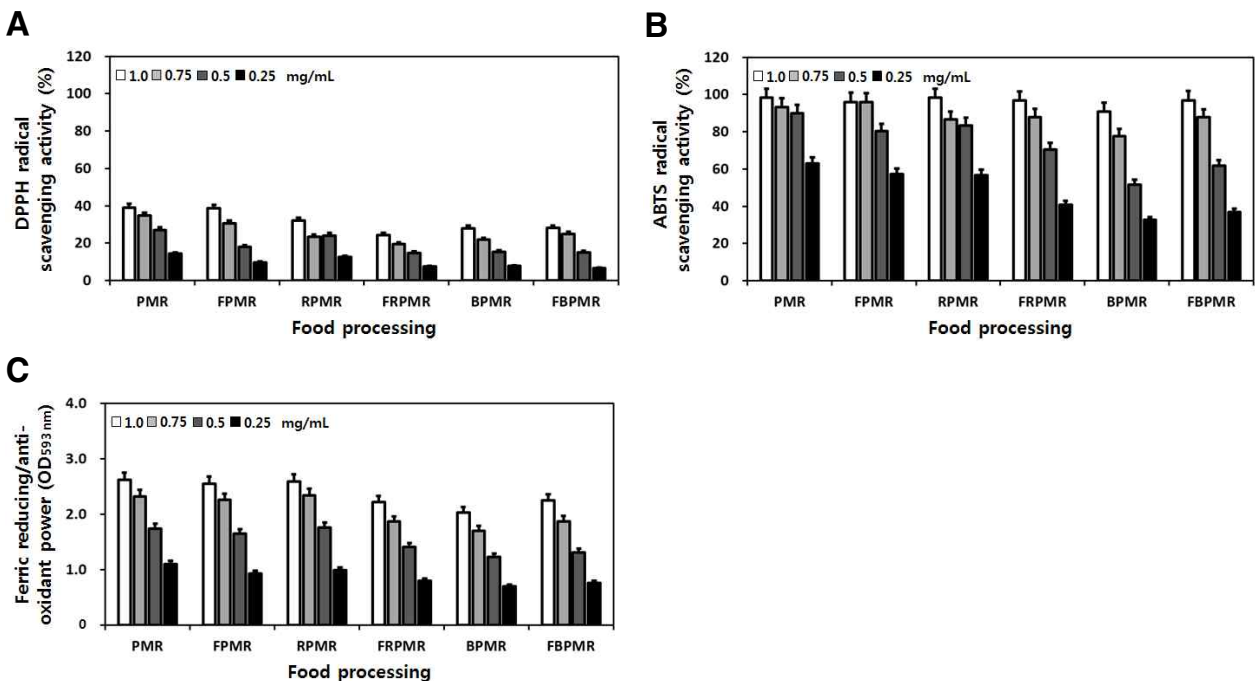 A
DPPH radical
scavenging activity (%)
120
100
80
60
40
20
0
1.0 0.75 0.5 0.25 mg/mL
PMR FPMR RPMR FRPMR BPMR FBPMR
Food processing
B
ABTS radical
scavenging activity (%)
120
100
80
60
40
20
0
1.0 0.75 0.5 0.25 mg/mL
PMR FPMR RPMR FRPMR BPMR FBPMR
Food processing
C
Ferric reducing/anti-
oxidant power (OD593 nm)
4.0
3.0
2.0
1.0
0
1.0 0.75 0.5 0.25 mg/mL
PMR FPMR RPMR FRPMR BPMR FBPMR
Food processing